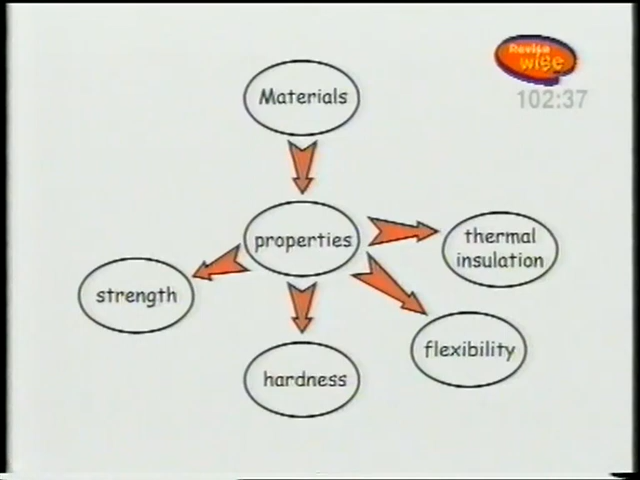 Revise
wise
102:37
Materials
properties
thermal
insulation
strength
flexibility
hardness